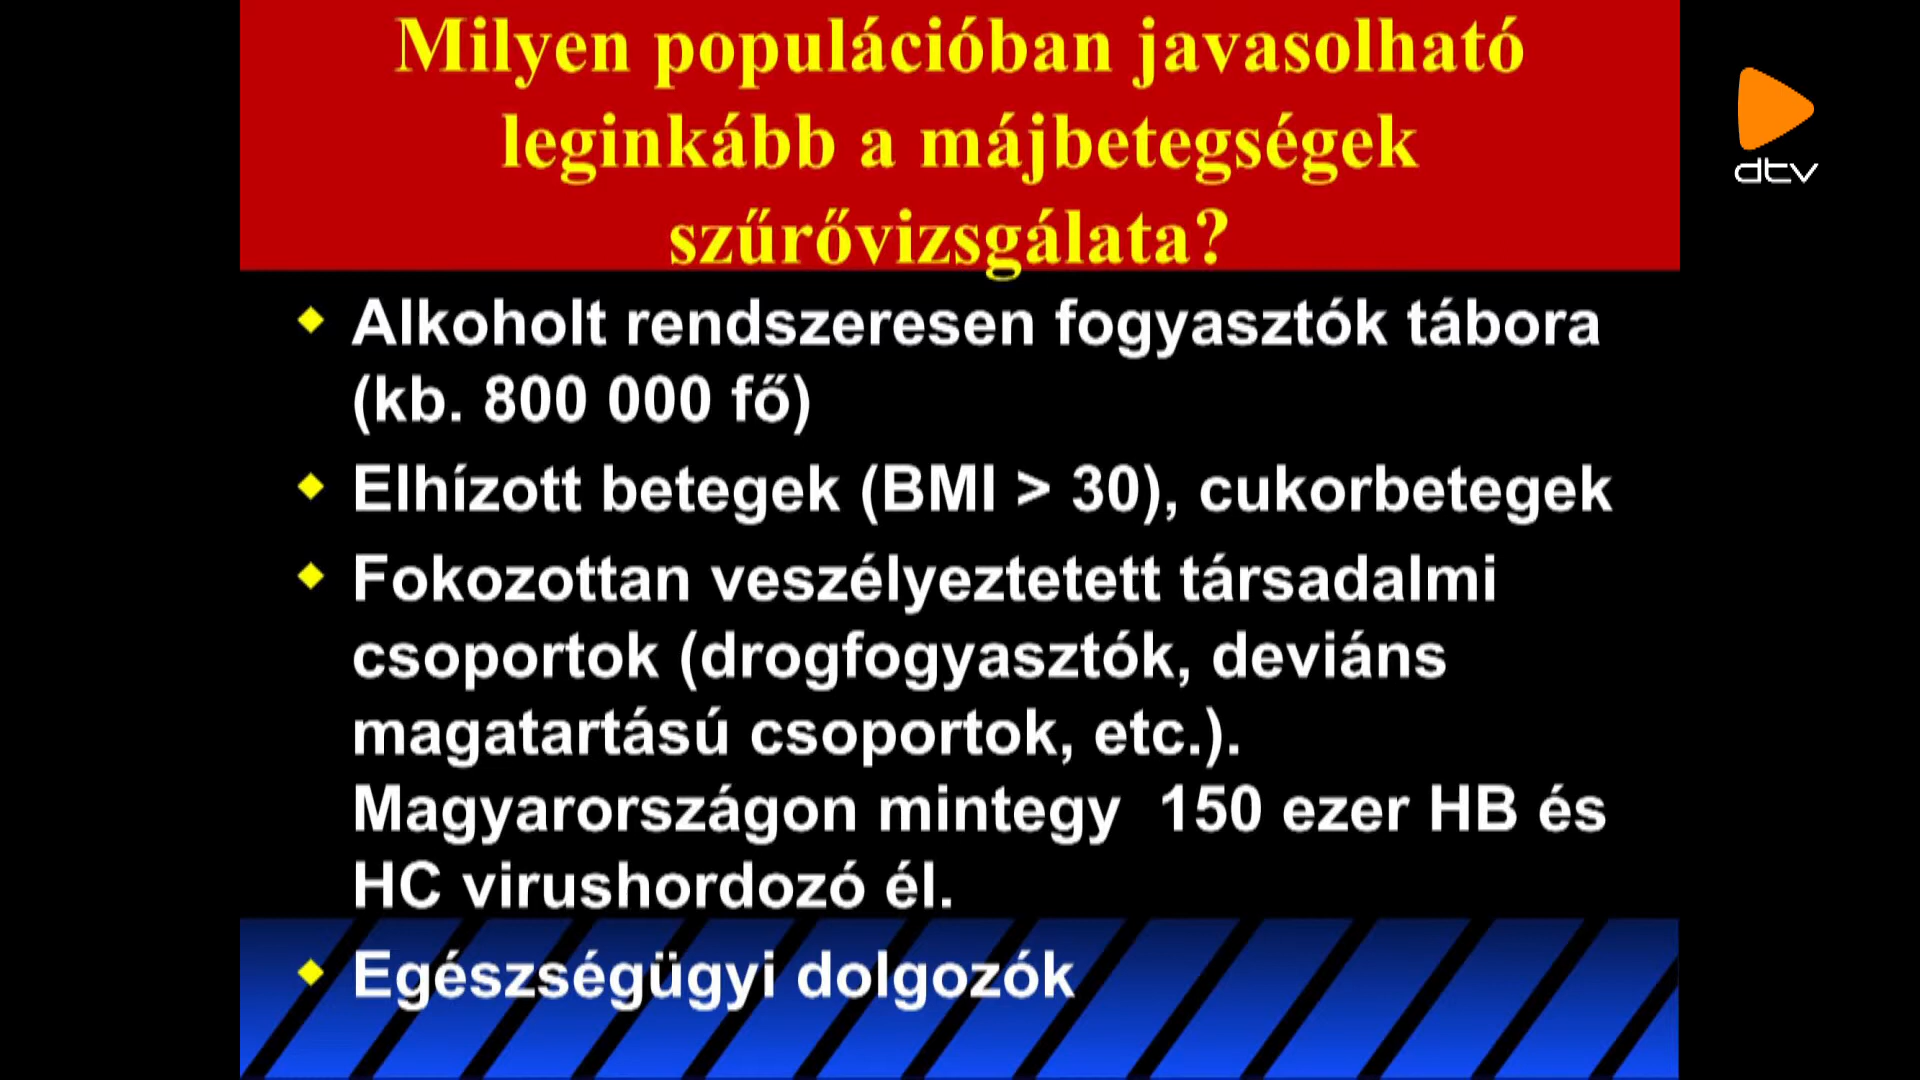 Milyen populációban javasolható
leginkább a májbetegségek
szűrővizsgálata?
Alkoholt rendszeresen fogyasztók tábora
(kb. 800 000 fő)
Elhízott betegek (BMI > 30), cukorbetegek
Fokozottan veszélyeztetett társadalmi
csoportok (drogfogyasztók, deviáns
magatartású csoportok, etc.).
Magyarországon mintegy  150 ezer HB és
HC virushordozó él.
Egészségügyi dolgozók
dtv